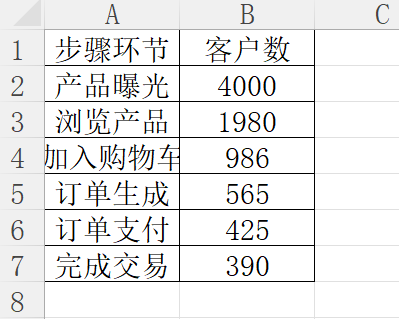 A B C
1 步骤环节 客户数
2 产品曝光 4000
3 浏览产品 1980
4 加入购物车 986
5 订单生成 565
6 订单支付 425
7 完成交易 390
8